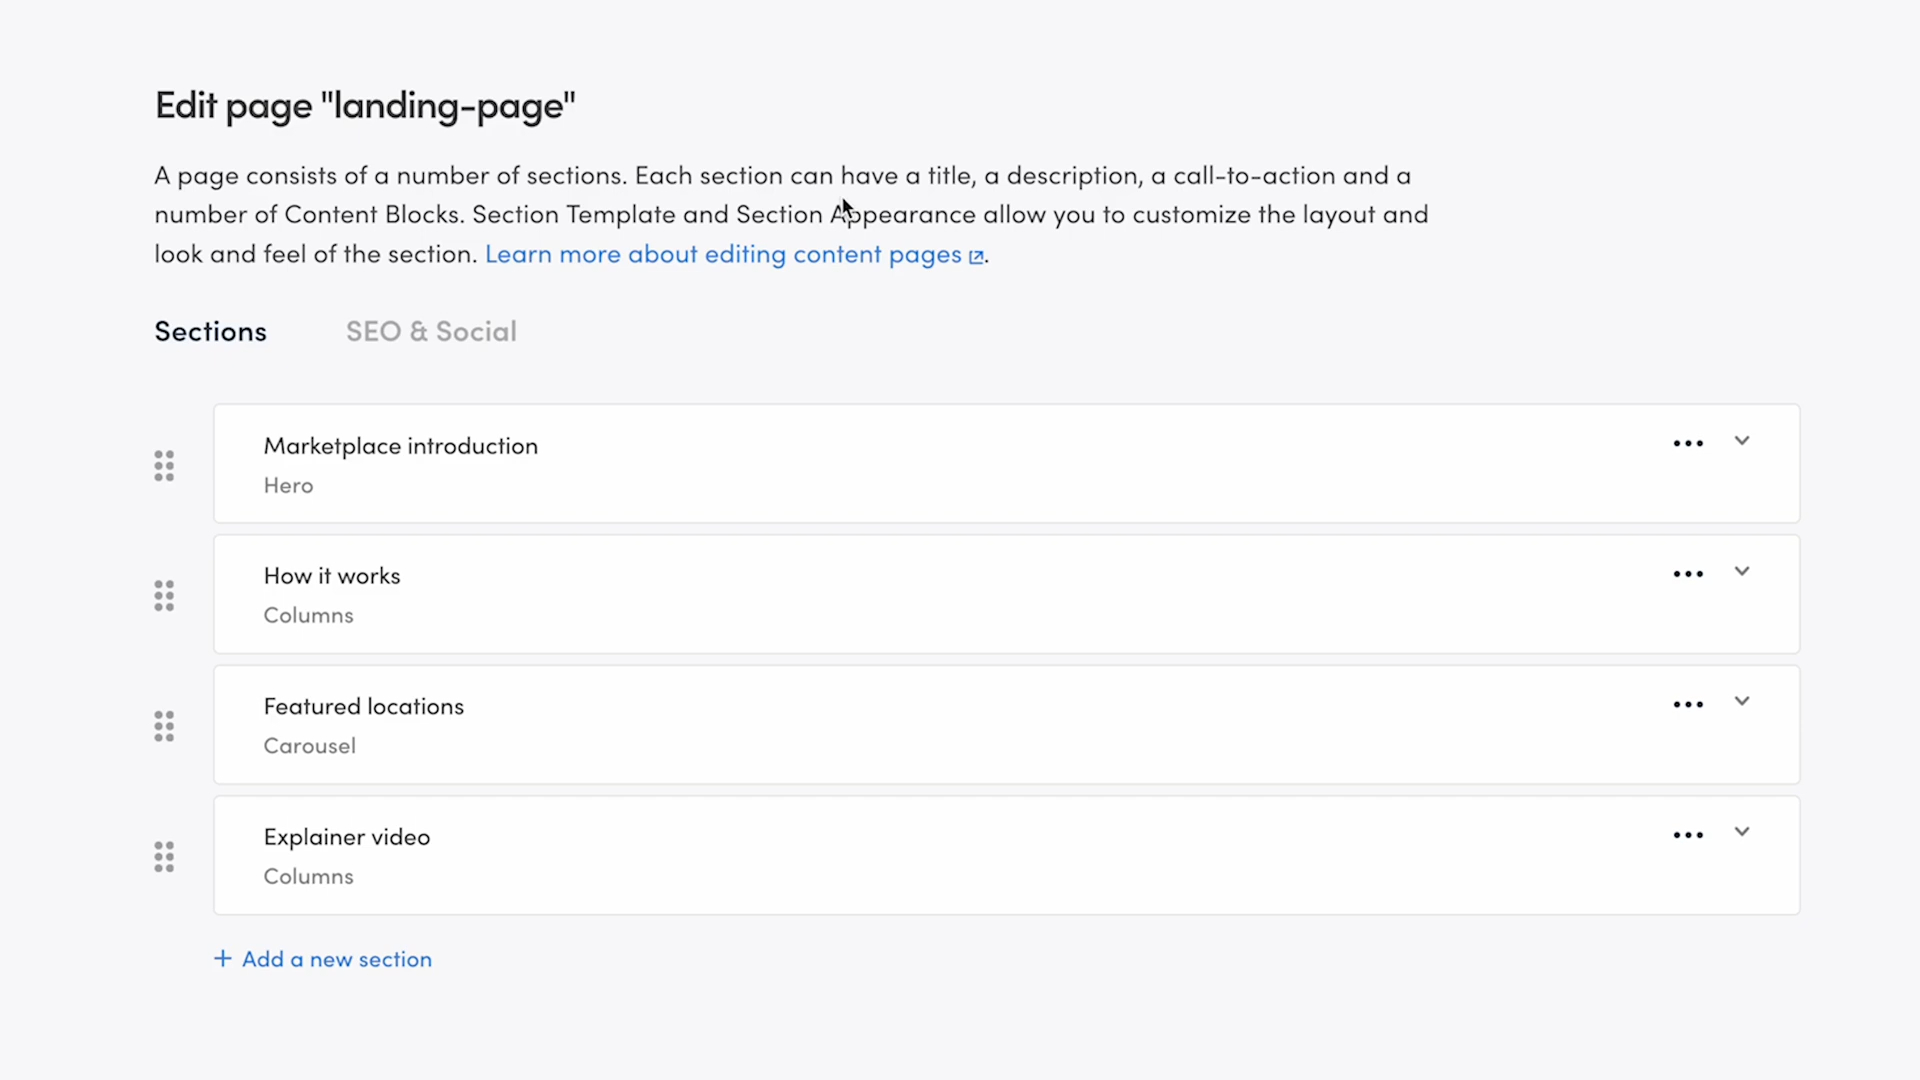 Edit page "landing-page"
A page consists of a number of sections. Each section can have a title, a description, a call-to-action and a
number of Content Blocks. Section Template and Section Appearance allow you to customize the layout and
look and feel of the section. Learn more about editing content pages.
Sections
SEO & Social
Marketplace introduction
Hero
How it works
Columns
Featured locations
Carousel
Explainer video
Columns
+ Add a new section